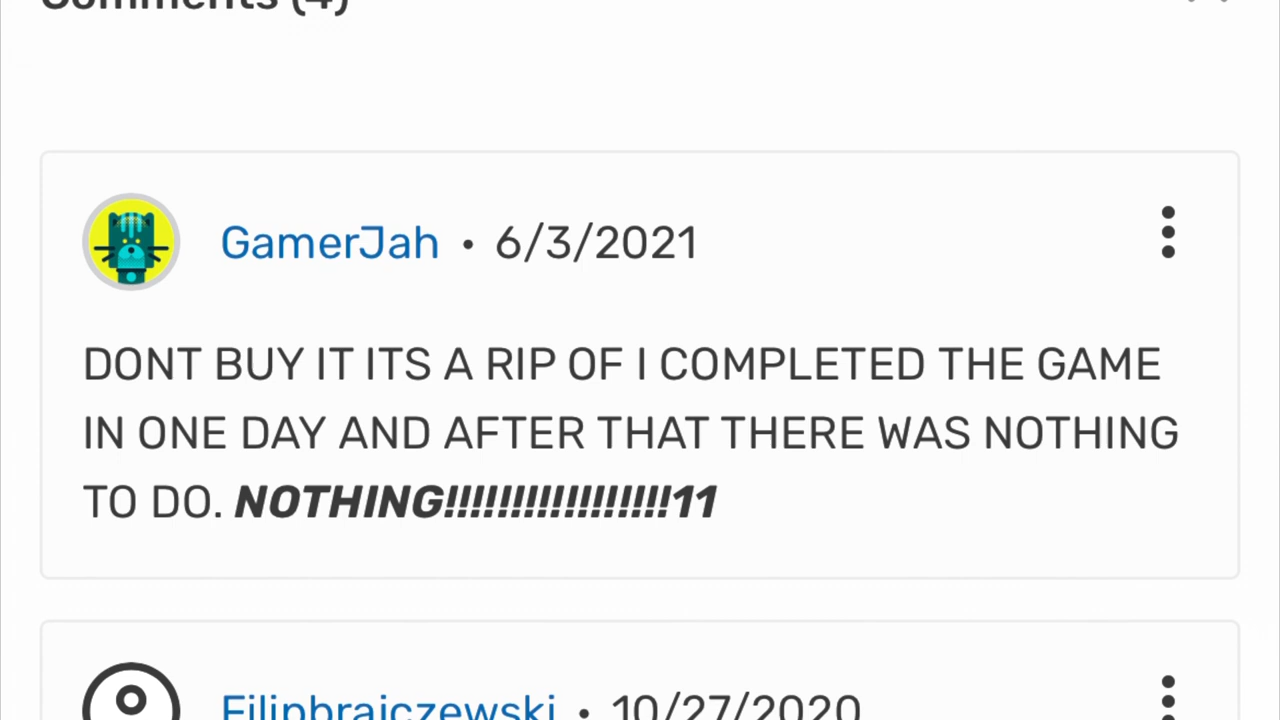 Comments (4)
GamerJah • 6/3/2021
DONT BUY IT ITS A RIP OF I COMPLETED THE GAME
IN ONE DAY AND AFTER THAT THERE WAS NOTHING
TO DO. NOTHING!!!!!!!!!!!!!!!!!11
Filipbrajczewski • 10/27/2020